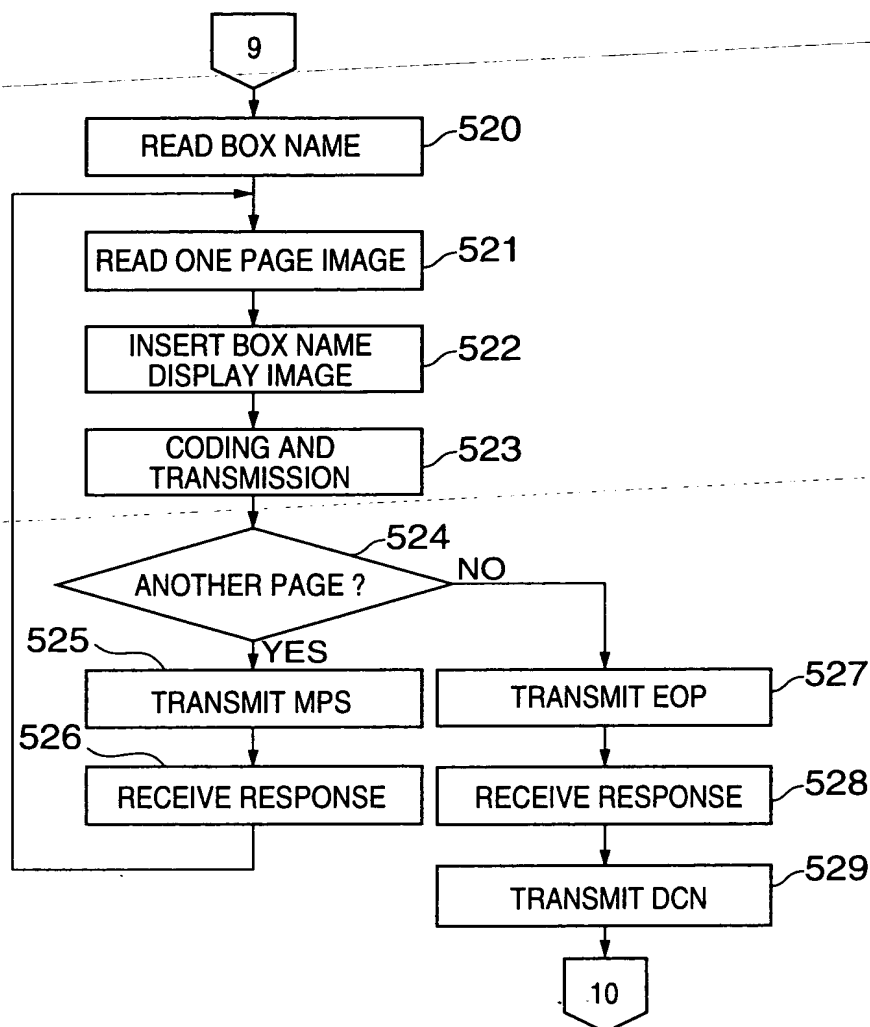 9
READ BOX NAME
520
READ ONE PAGE IMAGE
521
INSERT BOX NAME
DISPLAY IMAGE
522
CODING AND
TRANSMISSION
523
524
ANOTHER PAGE ?
NO
YES
525
TRANSMIT MPS
526
RECEIVE RESPONSE
TRANSMIT EOP
527
RECEIVE RESPONSE
528
TRANSMIT DCN
529
10